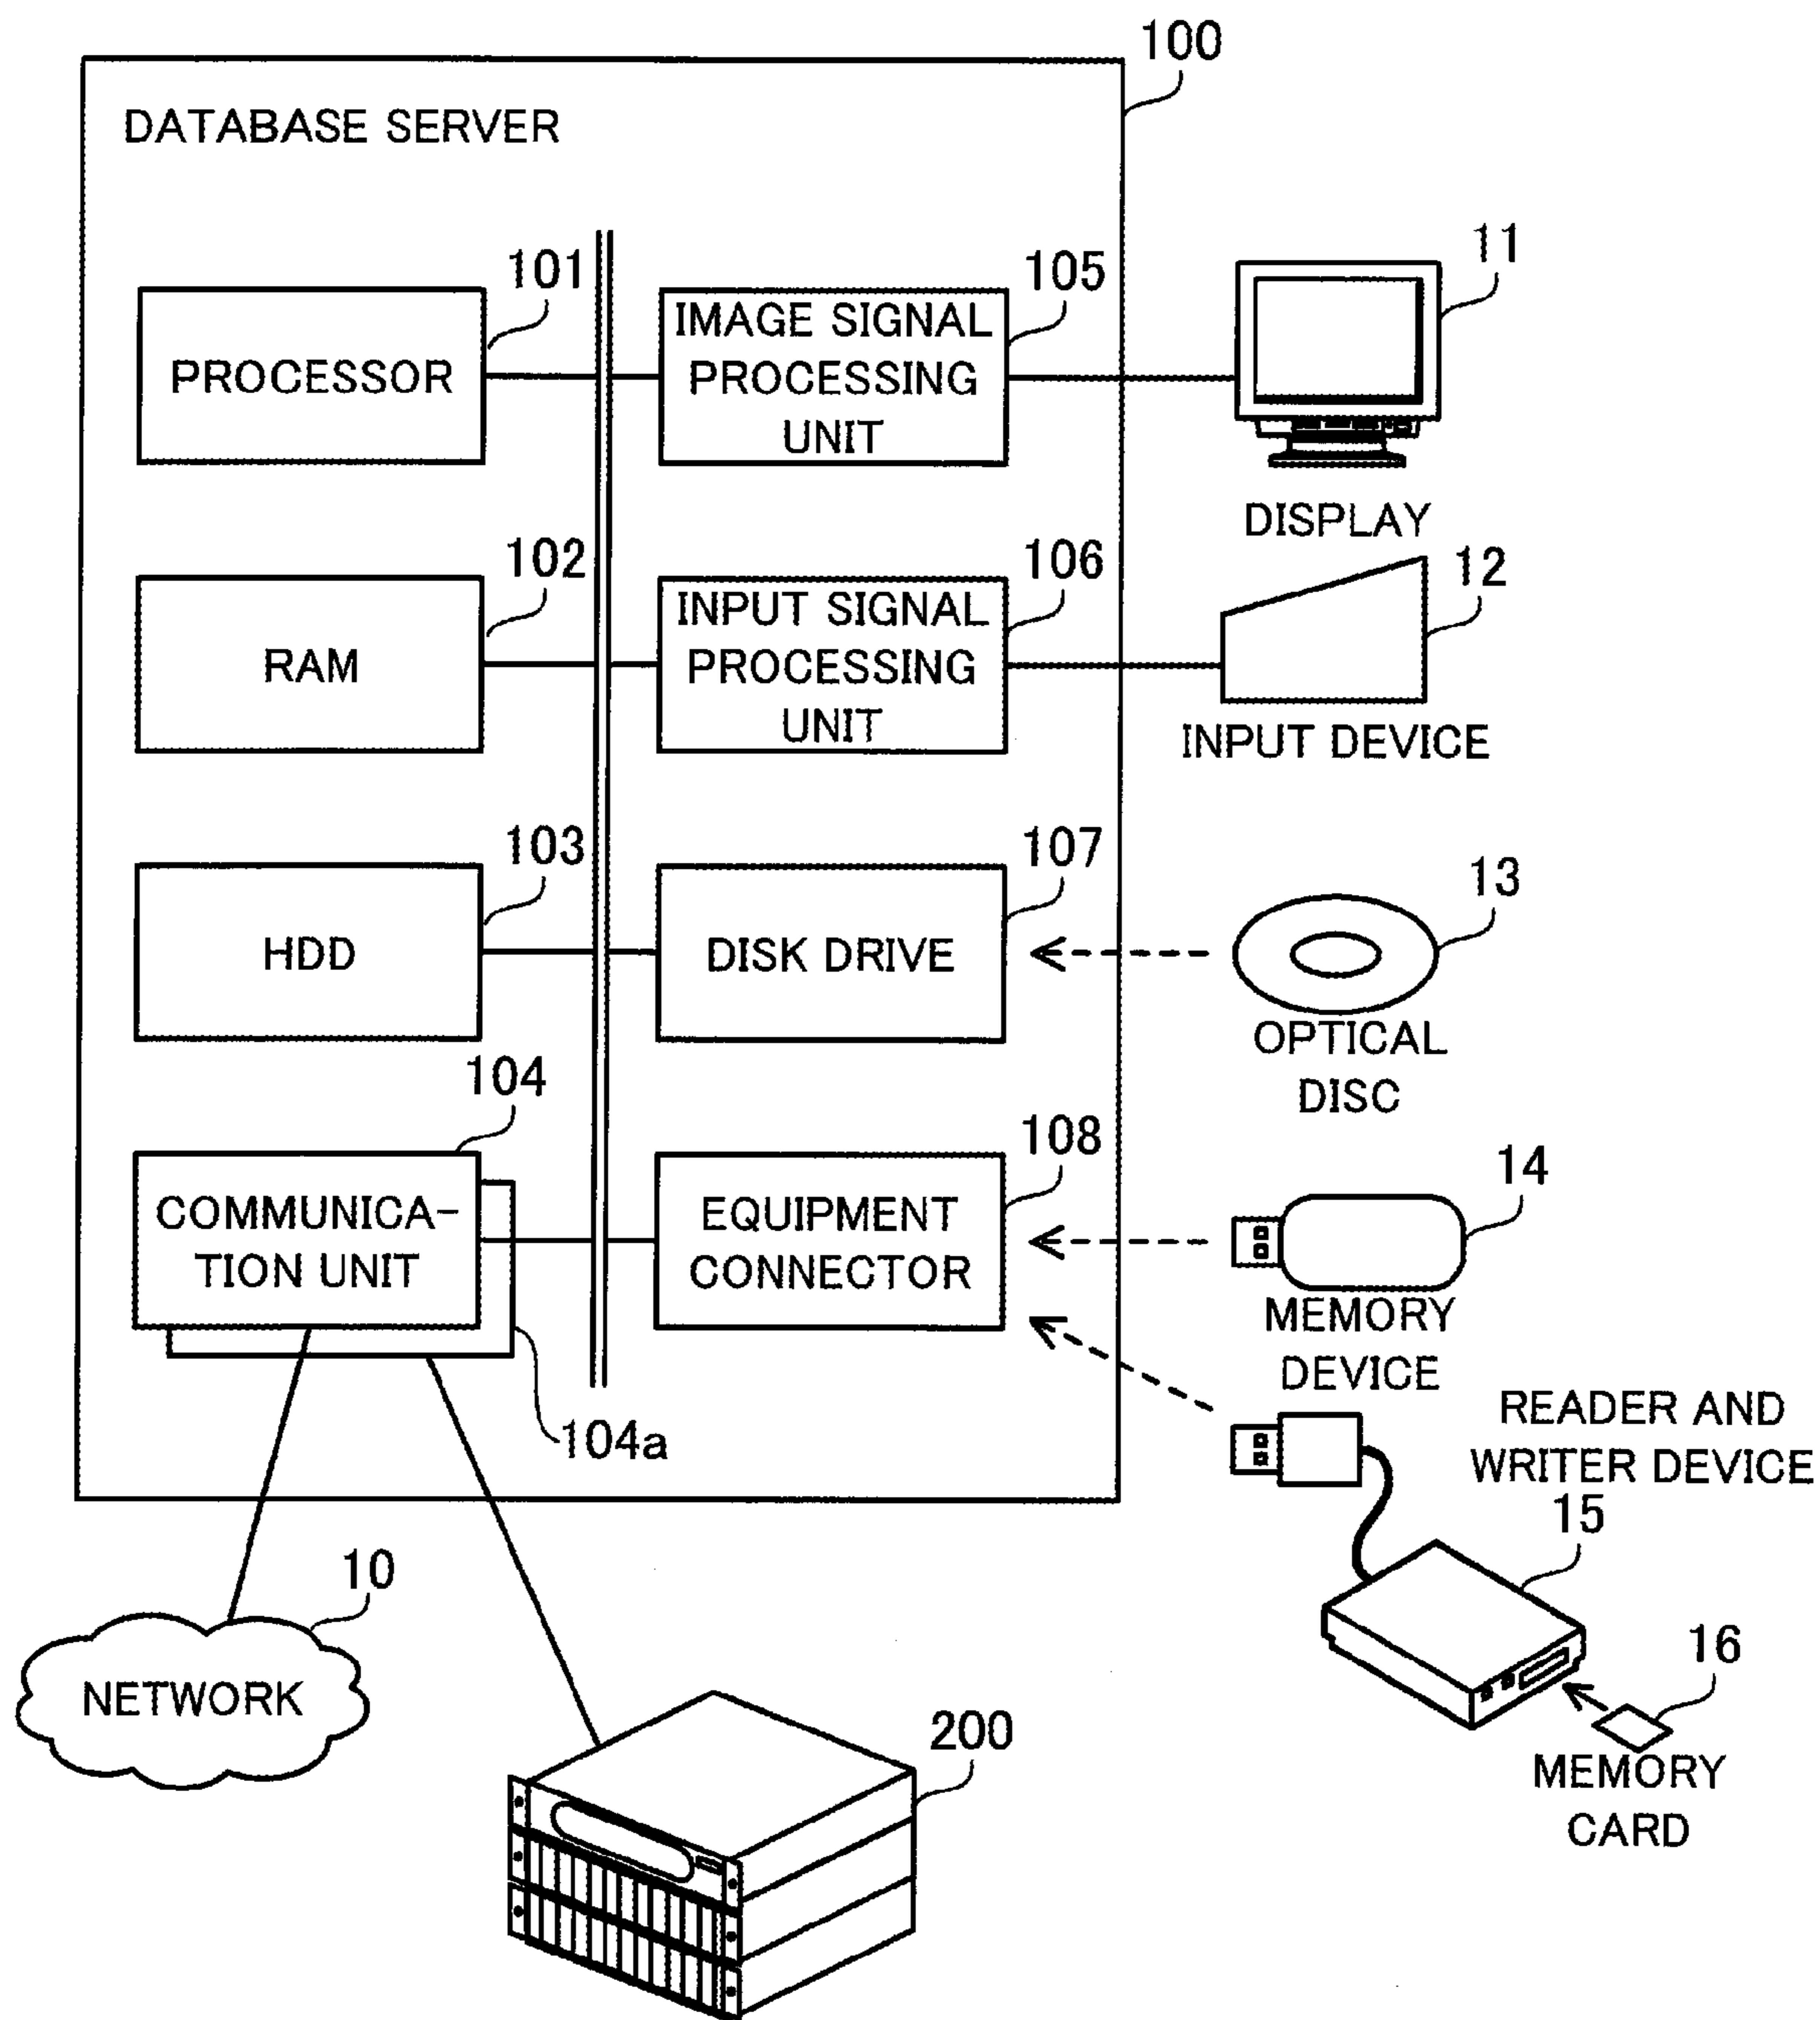 100
DATABASE SERVER
101
PROCESSOR
105
IMAGE SIGNAL
PROCESSING
UNIT
11
DISPLAY
102
RAM
106
INPUT SIGNAL
PROCESSING
UNIT
12
INPUT DEVICE
103
HDD
107
DISK DRIVE
13
OPTICAL
DISC
104
COMMUNICA-
TION UNIT
104a
108
EQUIPMENT
CONNECTOR
14
MEMORY
DEVICE
READER AND
WRITER DEVICE
15
16
MEMORY
CARD
10
NETWORK
200